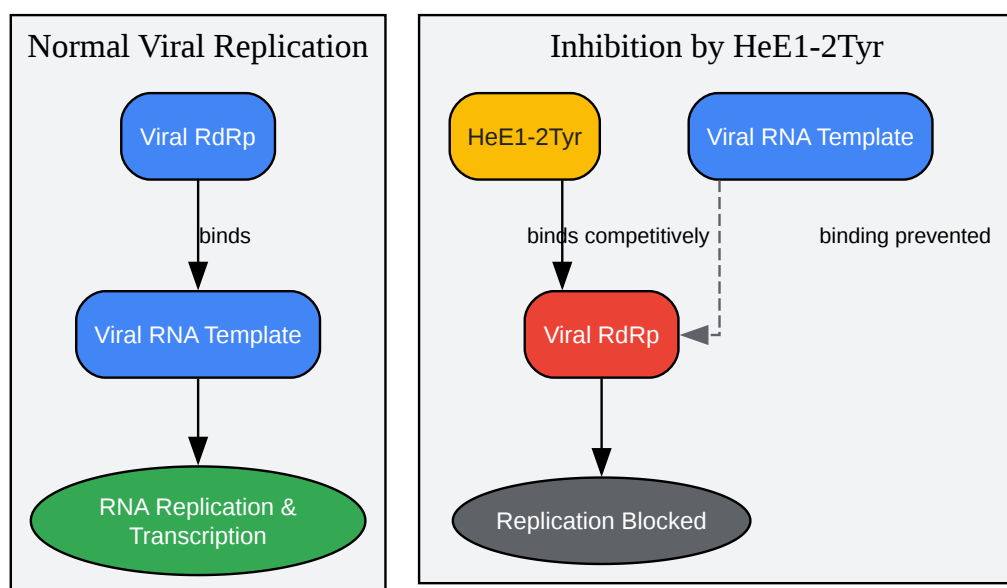 Normal Viral Replication
Viral RdRp
binds
Viral RNA Template
RNA Replication &
Transcription
Inhibition by HeE1-2Tyr
HeE1-2Tyr
Viral RNA Template
binds competitively
binding prevented
Viral RdRp
Replication Blocked